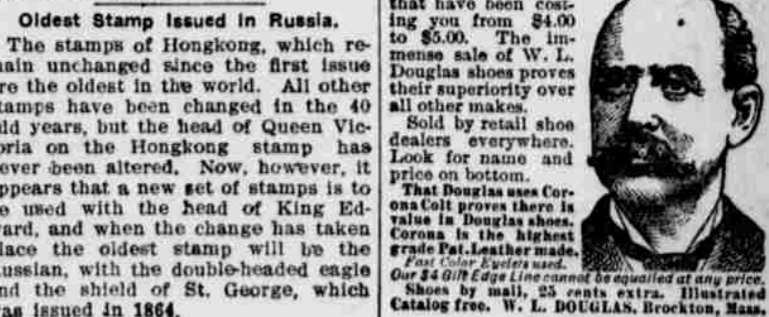 Oldest Stamp Issued in Russia.
The stamps of Hongkong, which re-
main unchanged since the first issue
are the oldest in the world. All other
stamps have been changed in the 40
odd years, but the head of Queen Vic-
toria on the Hongkong stamp has
never been altered. Now, however, it
appears that a new set of stamps is to
be used with the head of King Ed-
ward, and when the change has taken
place the oldest stamp will be the
Russian, with the double-headed eagle
and the shield of St. George, which
was issued in 1864.
that have been cost-
ing you from $4.00
to $5.00. The im-
mense sale of W. L.
Douglas shoes proves
their superiority over
all other makes.
Sold by retail shoe
dealers everywhere.
Look for name and
price on bottom.
That Douglas uses Cor-
ona Colt proves there is
value in Douglas shoes.
Corona is the highest
grade Pat. Leather made.
Fast Color Eyelets used.
Our $4 Gilt Edge Line cannot be equalled at any price.
Shoes by mail, 25 cents extra. Illustrated
Catalog free. W. L. DOUGLAS, Brockton, Mass.